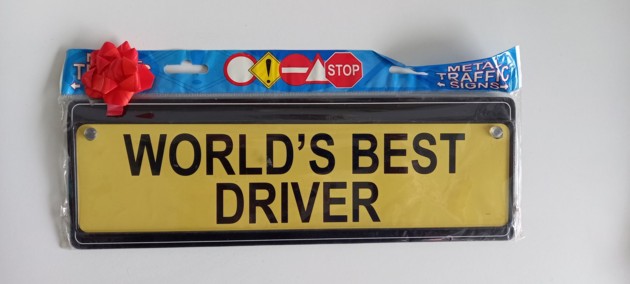 STOP
METAL
TRAFFIC
SIGNS
WORLD'S BEST
DRIVER